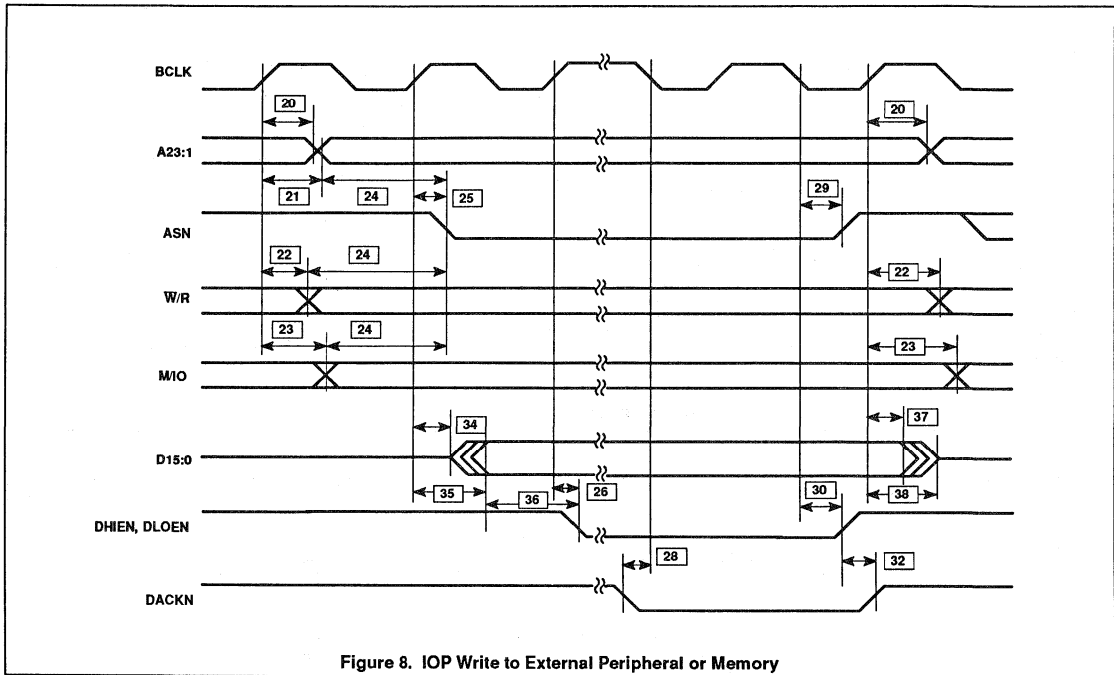 BCLK
20
20
A23:1
21
24
25
29
ASN
22
24
22
W/R
23
24
23
M/IO
34
37
D15:0
35
36
26
30
38
DHIEN, DLOEN
28
32
DACKN
Figure 8. IOP Write to External Peripheral or Memory